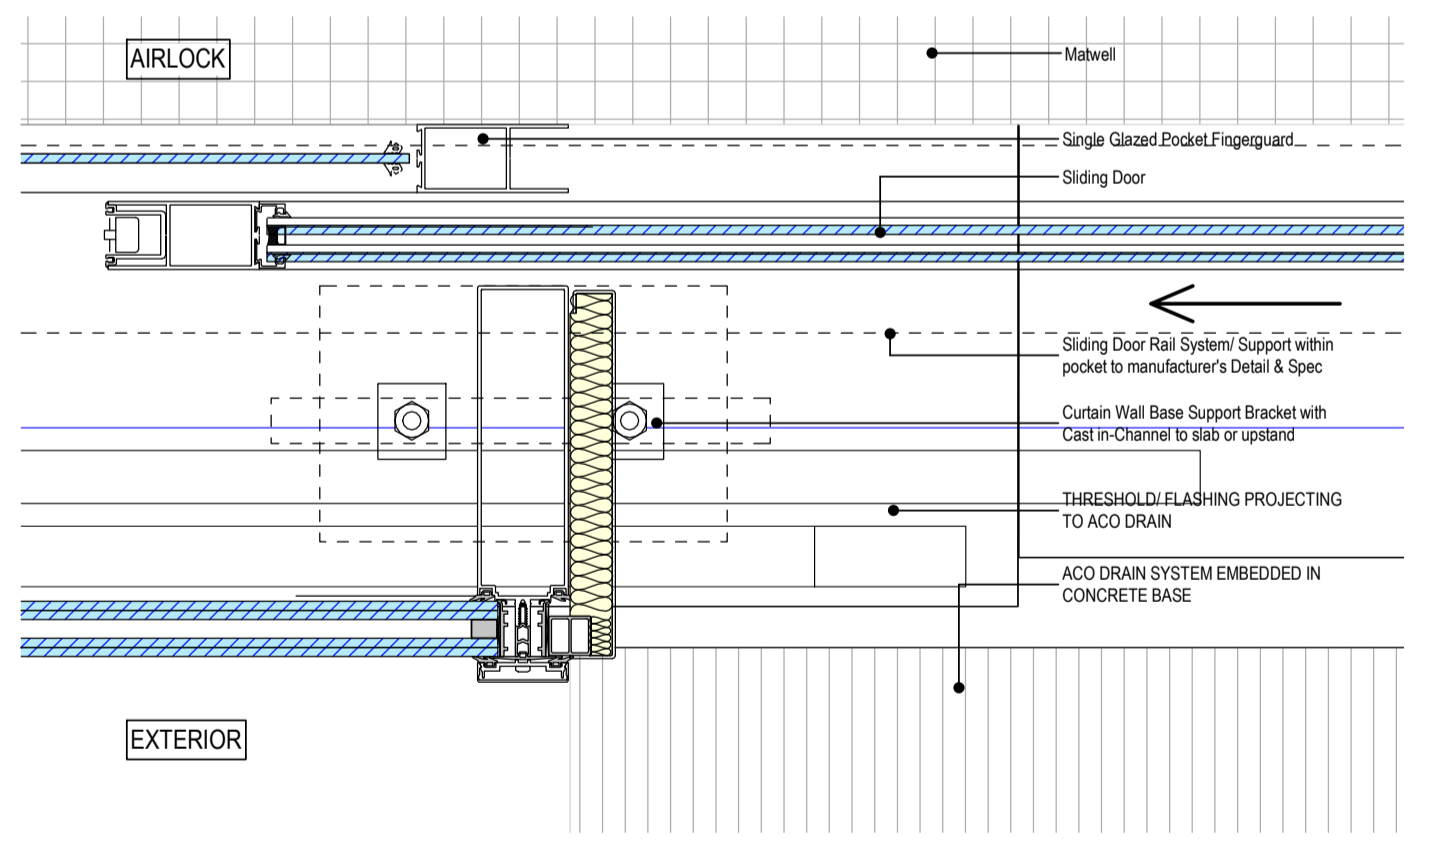 AIRLOCK
Matwell
Single Glazed Pocket Fingerguard
Sliding Door
Sliding Door Rail System/ Support within
pocket to manufacturer's Detail & Spec
Curtain Wall Base Support Bracket with
Cast in-Channel to slab or upstand
THRESHOLD/ FLASHING PROJECTING
TO ACO DRAIN
ACO DRAIN SYSTEM EMBEDDED IN
CONCRETE BASE
EXTERIOR